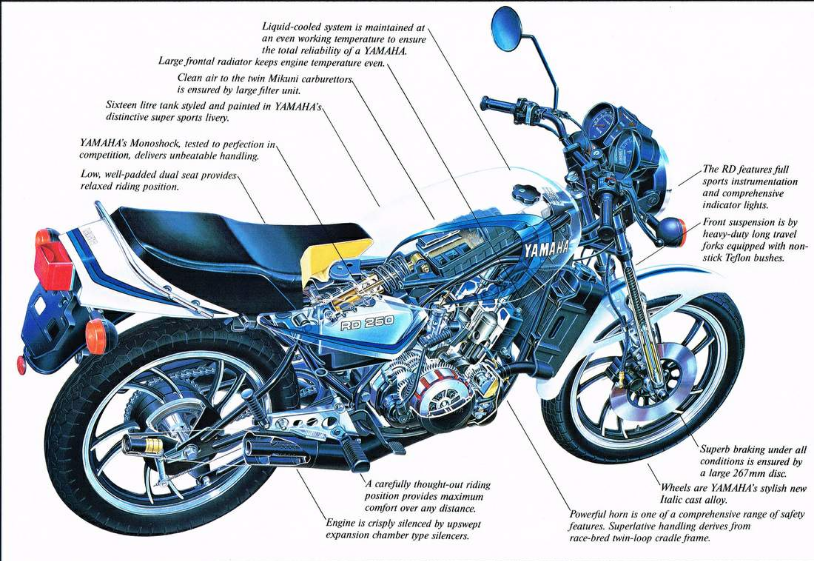 Liquid-cooled system is maintained at
an even working temperature to ensure
the total reliability of a YAMAHA.
Large frontal radiator keeps engine temperature even.
Clean air to the twin Mikuni carburettors
is ensured by large filter unit.
Sixteen litre tank styled and painted in YAMAHA's
distinctive super sports livery.
YAMAHA's Monoshock, tested to perfection in
competition, delivers unbeatable handling.
Low, well-padded dual seat provides
relaxed riding position.
The RD features full
sports instrumentation
and comprehensive
indicator lights.
Front suspension is by
heavy-duty long travel
forks equipped with non-
stick Teflon bushes.
YAMAHA
RD 250
Superb braking under all
conditions is ensured by
a large 267mm disc.
Wheels are YAMAHA's stylish new
Italic cast alloy.
A carefully thought-out riding
position provides maximum
comfort over any distance.
Powerful horn is one of a comprehensive range of safety
features. Superlative handling derives from
race-bred twin-loop cradle frame.
Engine is crisply silenced by upswept
expansion chamber type silencers.